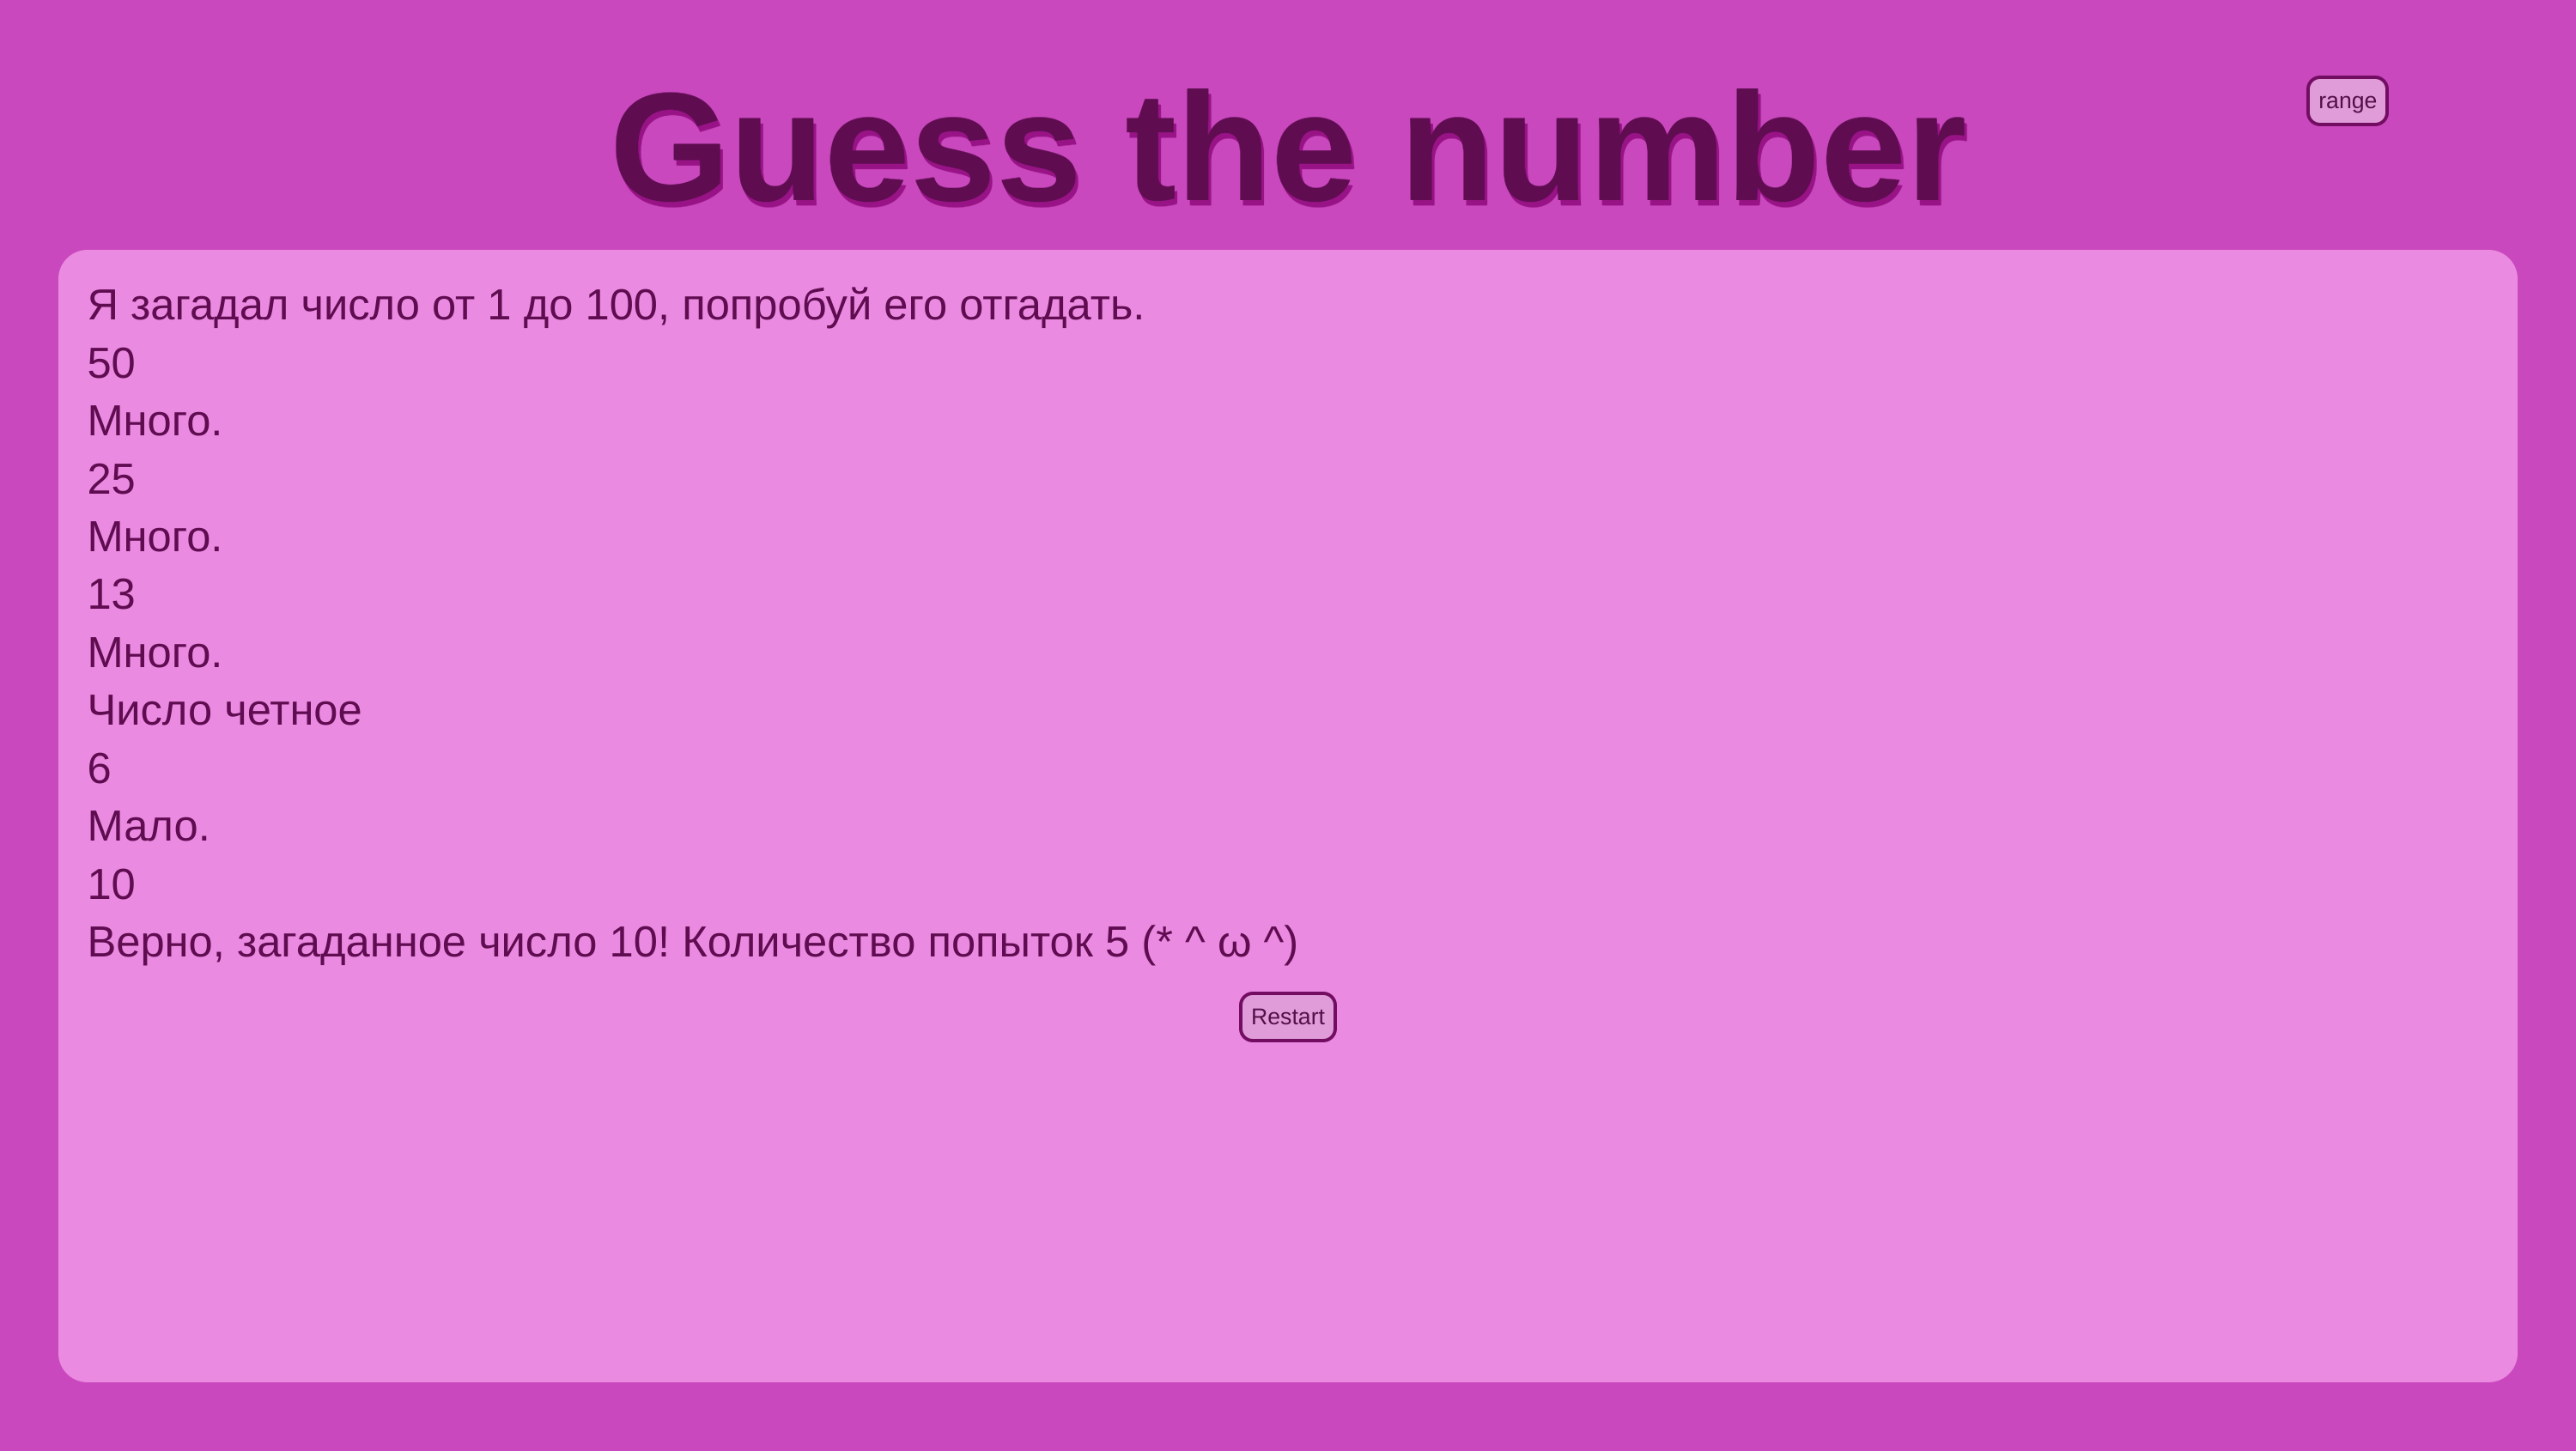 Guess the number
range
Я загадал число от 1 до 100, попробуй его отгадать.
50
Много.
25
Много.
13
Много.
Число четное
6
Мало.
10
Верно, загаданное число 10! Количество попыток 5 (* ^ ω ^)
Restart